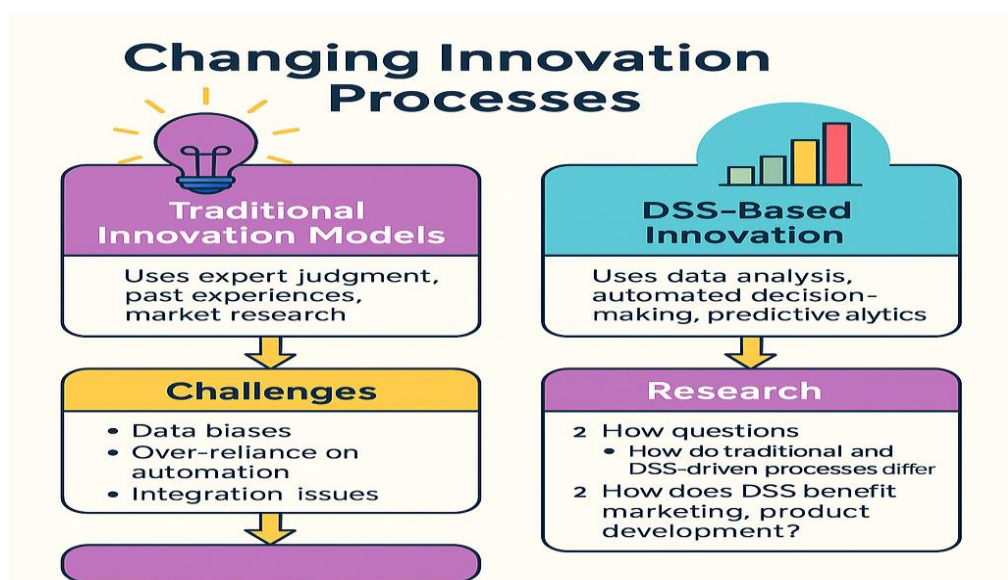 Changing Innovation
Processes
Traditional
Innovation Models
Uses expert judgment,
past experiences,
market research
Challenges
• Data biases
• Over-reliance on
automation
• Integration issues
DSS-Based
Innovation
Uses data analysis,
automated decision-
making, predictive alytics
Research
2 How questions
• How do traditional and
DSS-driven processes differ
2 How does DSS benefit
marketing, product
development?